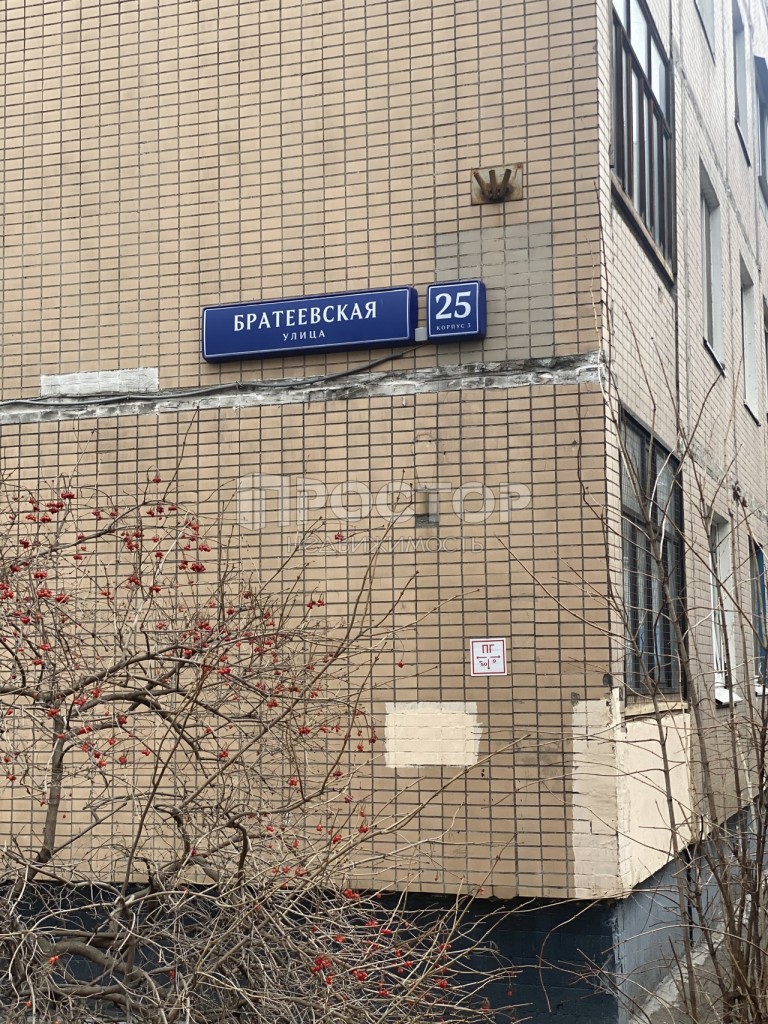 БРАТЕЕВСКАЯ
УЛИЦА
25
КОРПУС 3
ПРОСТОР
НЕДВИЖИМОСТЬ
ПГ